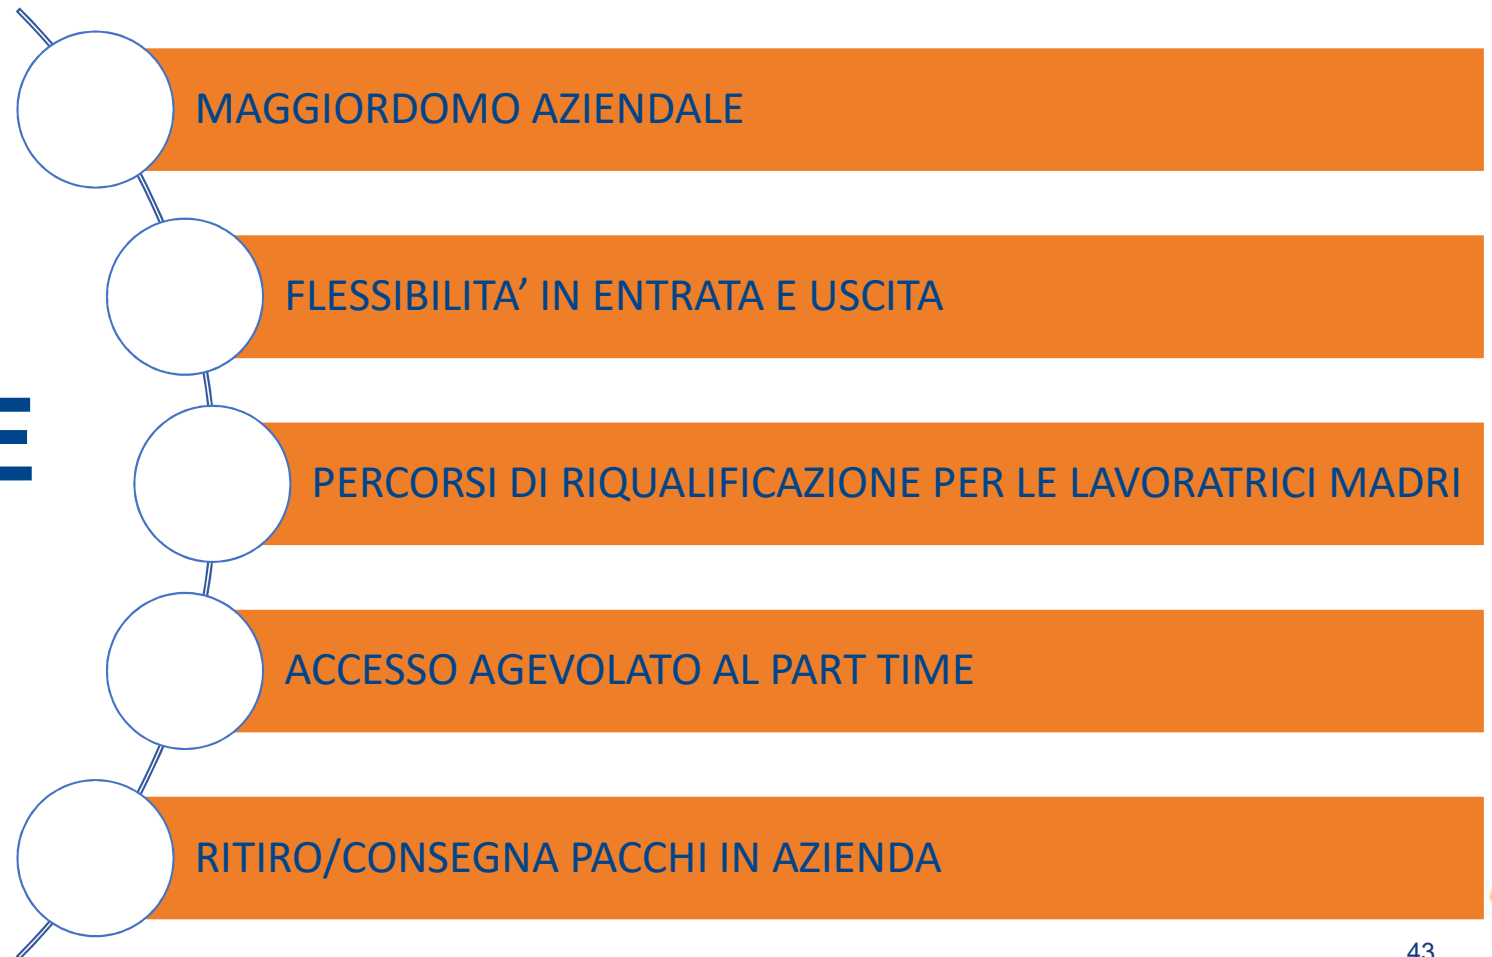 MAGGIORDOMO AZIENDALE
FLESSIBILITA’ IN ENTRATA E USCITA
PERCORSI DI RIQUALIFICAZIONE PER LE LAVORATRICI MADRI
ACCESSO AGEVOLATO AL PART TIME
RITIRO/CONSEGNA PACCHI IN AZIENDA
43